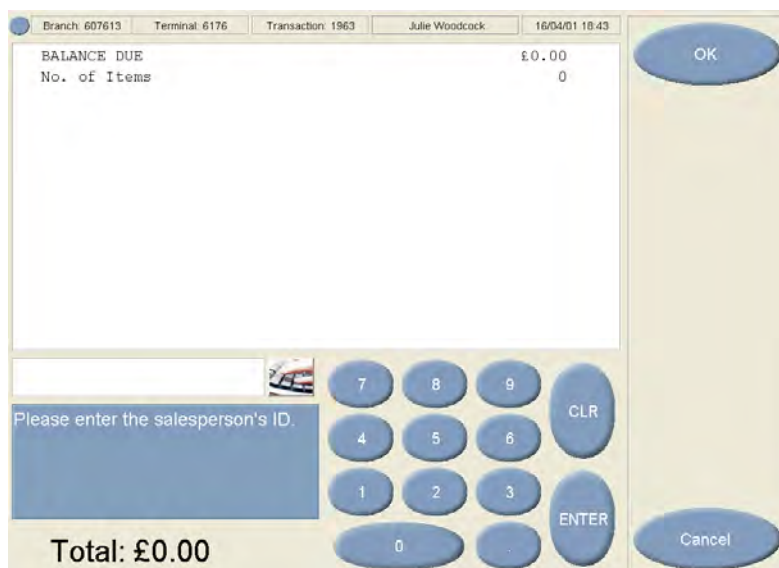 Branch: 607613 Terminal: 6176 Transaction: 1963 Julie Woodcock 16/04/01 18:43
BALANCE DUE £0.00
No. of Items 0
OK
7 8 9
CLR
Please enter the salesperson's ID.
4 5 6
1 2 3
ENTER
0 .
Total: £0.00
Cancel